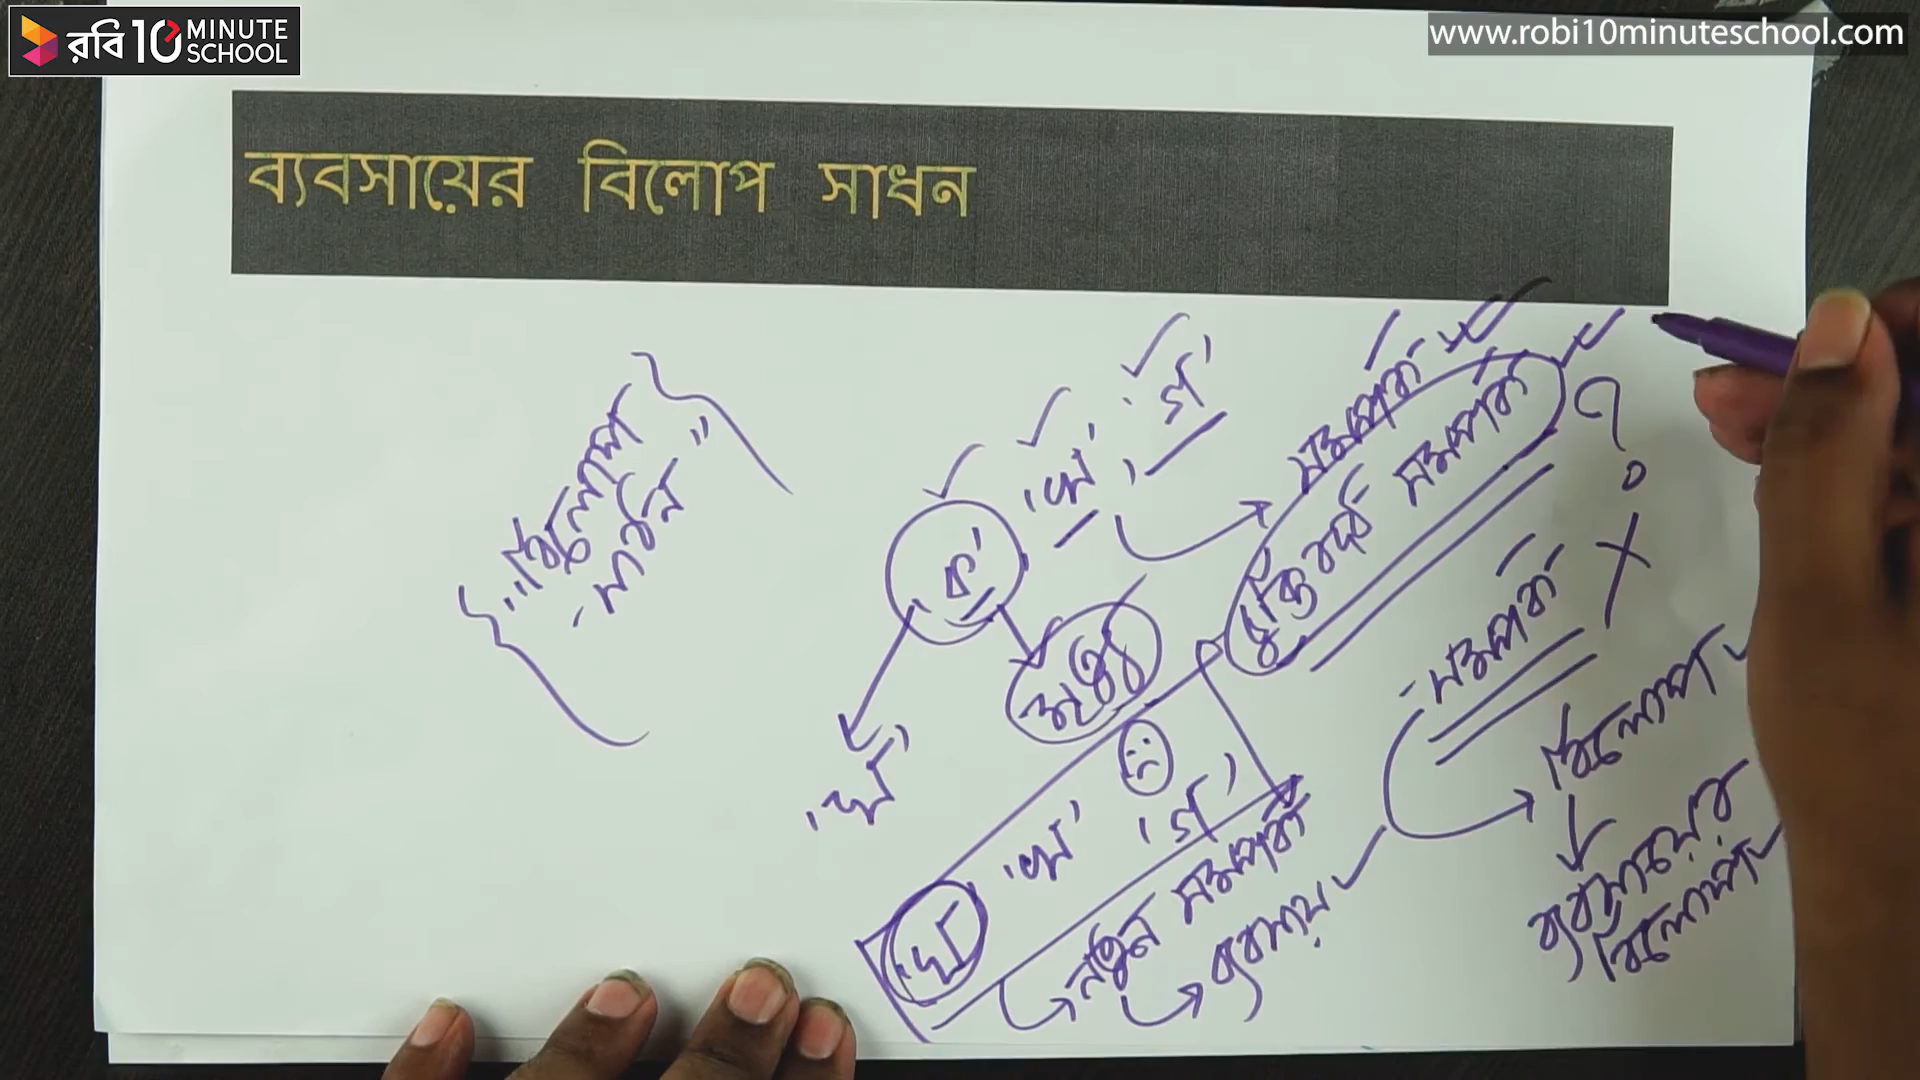 রবি 10 MINUTE SCHOOL
www.robi10minuteschool.com
ব্যবসায়ের বিলোপ সাধন
"বিলোপ
সাধন"
'ক' 'খ', 'গ'
সম্পর্ক
চুক্তিবদ্ধ সম্পর্ক ?
'ঘ'
'খ' 'গ'
'ঘ'
নতুন সম্পর্ক
ব্যবসায়
সম্পর্ক
বিলোপ
ব্যবসায়ের
বিলোপ